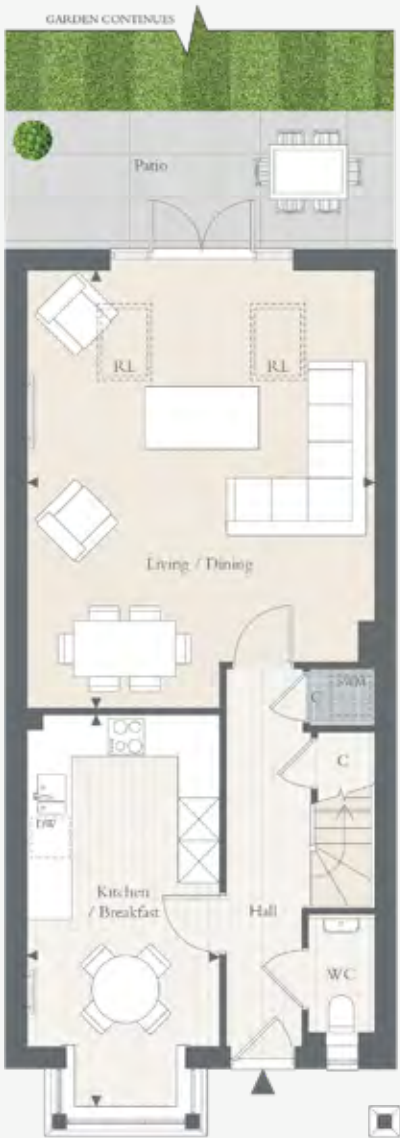 GARDEN CONTINUES
Patio
RL
RL
Living / Dining
C
C
DW
Kitchen
/ Breakfast
Hall
WC